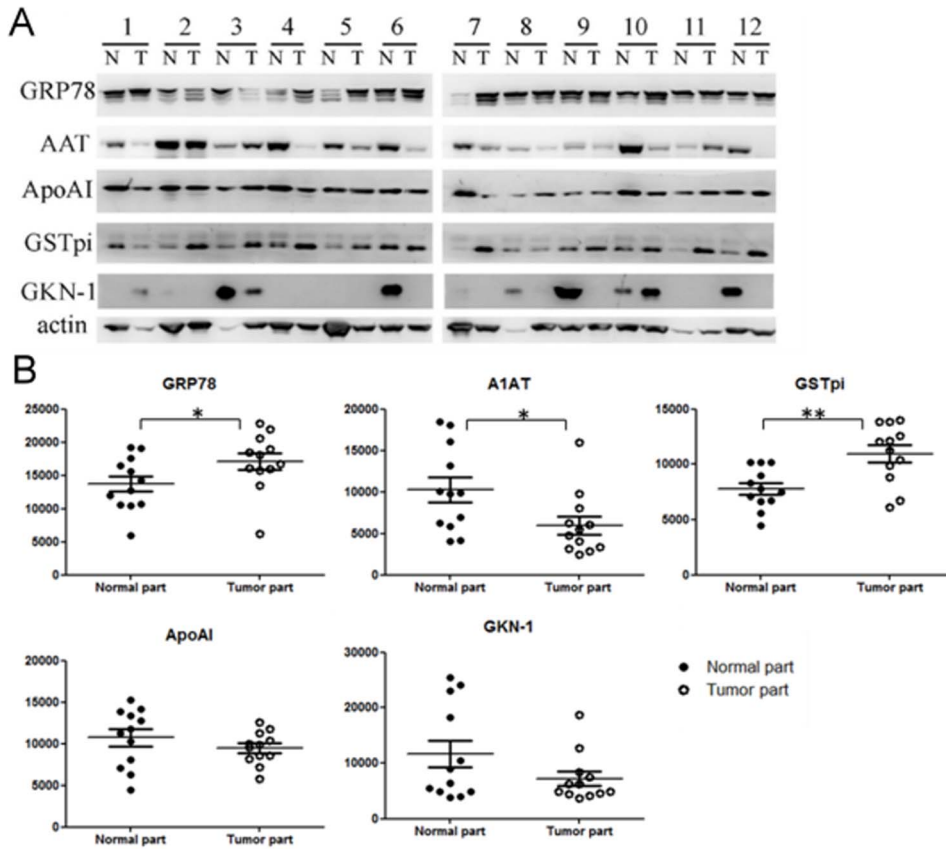 A
1 2 3 4 5 6 7 8 9 10 11 12
N T N T N T N T N T N T N T N T N T N T N T N T
GRP78
AAT
ApoAI
GSTpi
GKN-1
actin
B
GRP78
*
25000
20000
15000
10000
5000
0
Normal part Tumor part
A1AT
*
20000
15000
10000
5000
0
Normal part Tumor part
GSTpi
**
15000
10000
5000
0
Normal part Tumor part
ApoAI
20000
15000
10000
5000
0
Normal part Tumor part
GKN-1
30000
20000
10000
0
Normal part Tumor part
Normal part
Tumor part